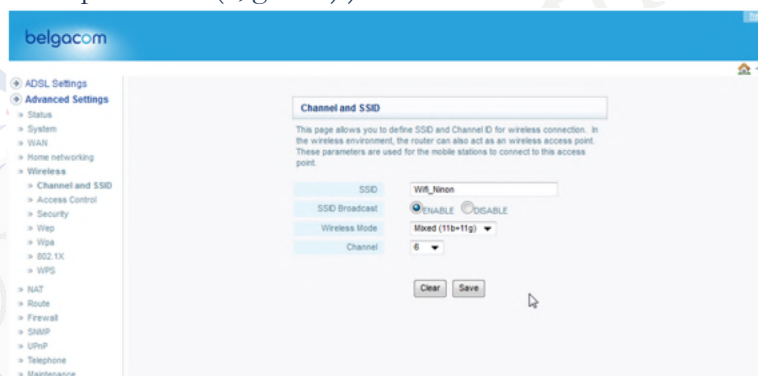 belgacom
ADSL Settings
Advanced Settings
» Status
» System
» WAN
» Home networking
» Wireless
» Channel and SSID
» Access Control
» Security
» Wep
» Wpa
» 802.1X
» WPS
» NAT
» Route
» Firewall
» SNMP
» UPnP
» Telephone
» Maintenance
Channel and SSID
This page allows you to define SSID and Channel ID for wireless connection. In
the wireless environment, the router can also act as an wireless access point.
These parameters are used for the mobile stations to connect to this access
point.
SSID Wifi_Ninon
SSID Broadcast ENABLE DISABLE
Wireless Mode Mixed (11b+11g)
Channel 6
Clear Save